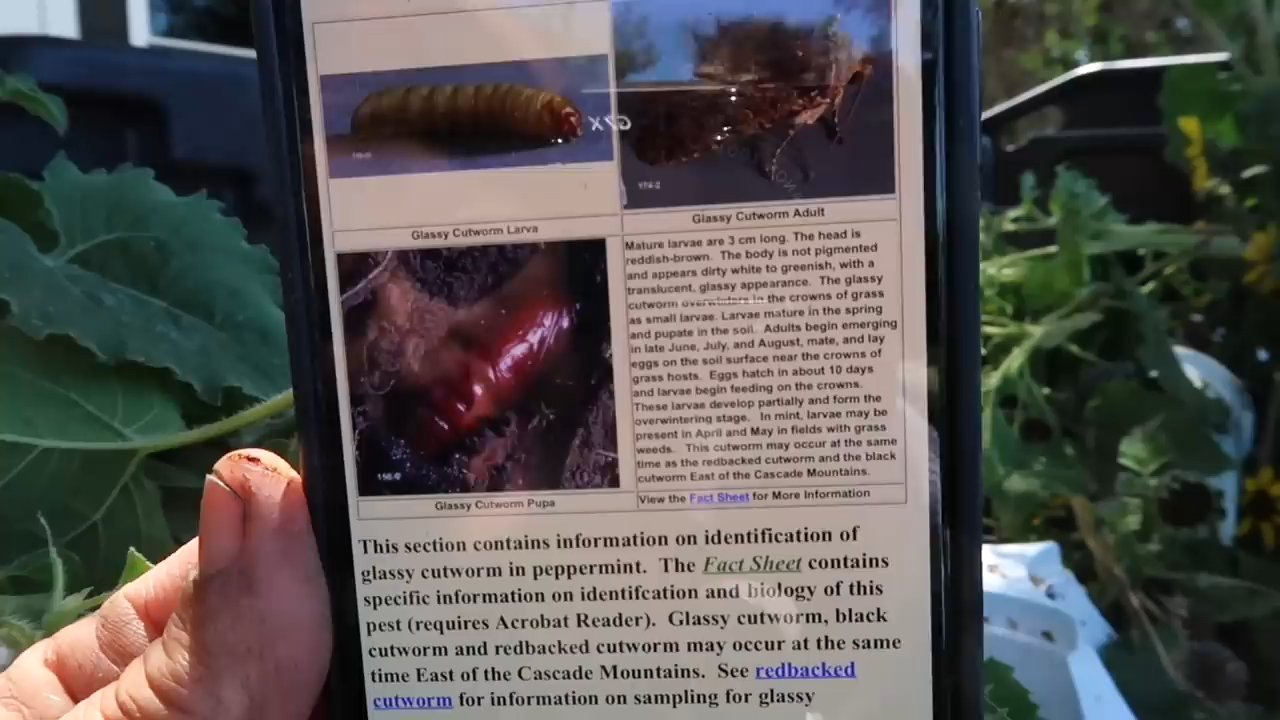 G7X
174-2
Glassy Cutworm Larva
Glassy Cutworm Adult
Mature larvae are 3 cm long. The head is
reddish-brown. The body is not pigmented
and appears dirty white to greenish, with a
translucent, glassy appearance. The glassy
cutworm overwinters in the crowns of grass
as small larvae. Larvae mature in the spring
and pupate in the soil. Adults begin emerging
in late June, July, and August, mate, and lay
eggs on the soil surface near the crowns of
grass hosts. Eggs hatch in about 10 days
and larvae begin feeding on the crowns.
These larvae develop partially and form the
overwintering stage. In mint, larvae may be
present in April and May in fields with grass
weeds. This cutworm may occur at the same
time as the redbacked cutworm and the black
cutworm East of the Cascade Mountains.
Glassy Cutworm Pupa
View the Fact Sheet for More Information
This section contains information on identification of
glassy cutworm in peppermint. The Fact Sheet contains
specific information on identifcation and biology of this
pest (requires Acrobat Reader). Glassy cutworm, black
cutworm and redbacked cutworm may occur at the same
time East of the Cascade Mountains. See redbacked
cutworm for information on sampling for glassy